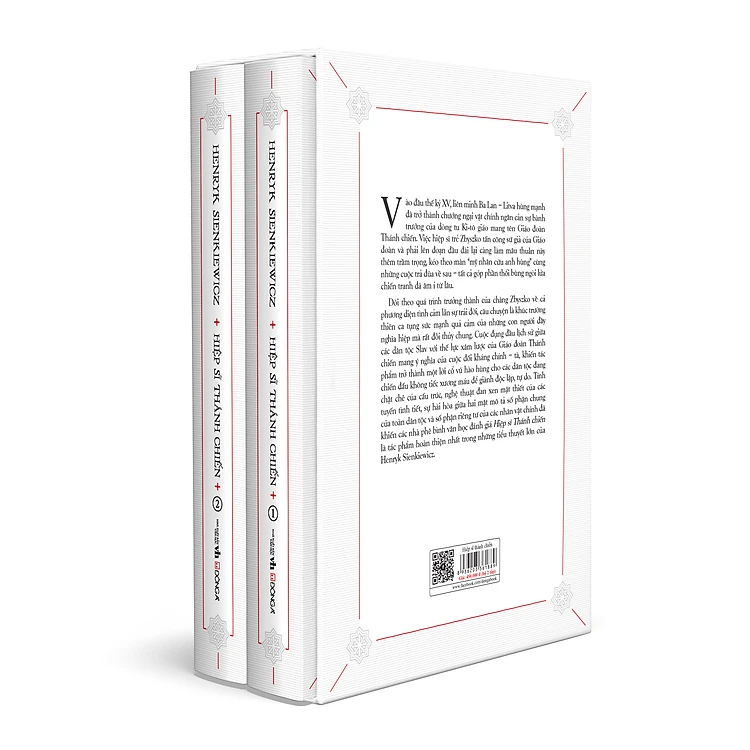 HENRYK SIENKIEWICZ + HIỆP SĨ THÁNH CHIẾN + 2
vh ĐÔNG A
HENRYK SIENKIEWICZ + HIỆP SĨ THÁNH CHIẾN + 1
vh ĐÔNG A
Vào đầu thế kỷ XV, liên minh Ba Lan – Litva hùng mạnh
đã trở thành chướng ngại vật chính ngăn cản sự bành
trướng của dòng tu Ki-tô giáo mang tên Giáo đoàn
Thánh chiến. Việc hiệp sĩ trẻ Zbyszko tấn công sứ giả của Giáo
đoàn và phải lên đoạn đầu đài lại càng làm mâu thuẫn này
thêm trầm trọng, kéo theo màn "mỹ nhân cứu anh hùng" cùng
những cuộc trả đũa về sau – tất cả góp phần thổi bùng ngòi lửa
chiến tranh đã âm ỉ từ lâu.
Dõi theo quá trình trưởng thành của chàng Zbyszko về cả
phương diện tình cảm lẫn sự trải đời, câu chuyện là khúc trường
thiên ca tụng sức mạnh quả cảm của những con người đầy
nghĩa hiệp mà rất đỗi thủy chung. Cuộc đụng đầu lịch sử giữa
các dân tộc Slav với thế lực xâm lược của Giáo đoàn Thánh
chiến mang ý nghĩa của cuộc đối kháng chính – tà, khiến tác
phẩm trở thành một lời cổ vũ hào hùng cho các dân tộc đang
chiến đấu không tiếc xương máu để giành độc lập, tự do. Tính
chặt chẽ của cấu trúc, nghệ thuật đan xen mật thiết của các
tuyến tình tiết, sự hài hòa giữa hai mặt mô tả số phận chung
của toàn dân tộc và số phận riêng tư của các nhân vật chính đã
khiến các nhà phê bình văn học đánh giá Hiệp sĩ Thánh chiến
là tác phẩm hoàn thiện nhất trong những tiểu thuyết lớn của
Henryk Sienkiewicz.
Hiệp sĩ thánh chiến
www.facebook.com/dongabook